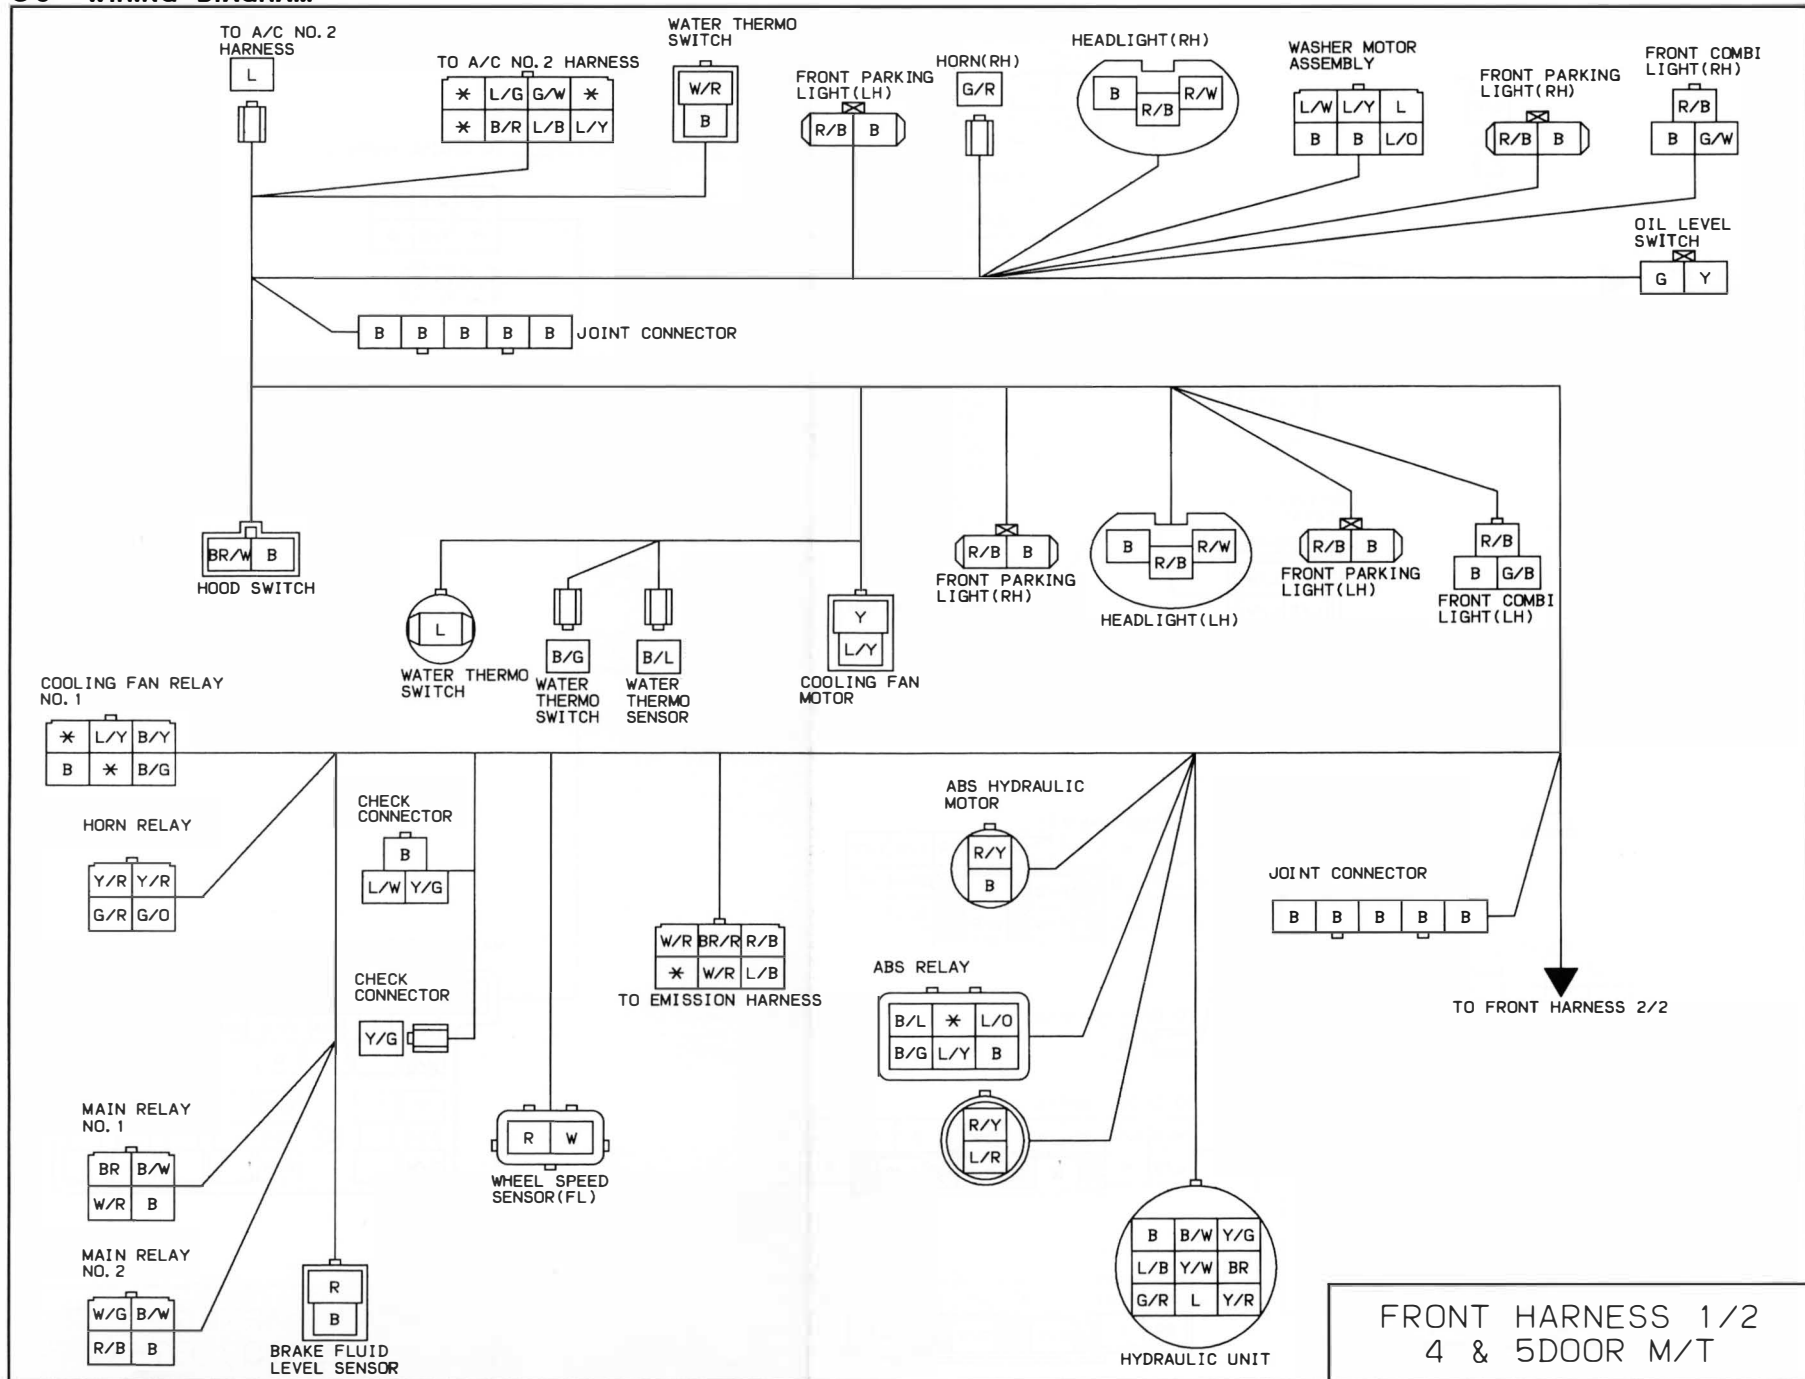 WIRING DIAGRAM
TO A/C NO.2
HARNESS
L
TO A/C NO.2 HARNESS
* L/G G/W *
* B/R L/B L/Y
WATER THERMO
SWITCH
W/R
B
FRONT PARKING
LIGHT(LH)
R/B B
HORN(RH)
G/R
HEADLIGHT(RH)
B R/B R/W
WASHER MOTOR
ASSEMBLY
L/W L/Y L
B B L/O
FRONT PARKING
LIGHT(RH)
R/B B
FRONT COMBI
LIGHT(RH)
R/B
B G/W
OIL LEVEL
SWITCH
G Y
B B B B B JOINT CONNECTOR
BR/W B
HOOD SWITCH
L
WATER THERMO
SWITCH
B/G
WATER
THERMO
SWITCH
B/L
WATER
THERMO
SENSOR
Y
L/Y
COOLING FAN
MOTOR
R/B B
FRONT PARKING
LIGHT(RH)
B R/B R/W
HEADLIGHT(LH)
R/B B
FRONT PARKING
LIGHT(LH)
R/B
B G/B
FRONT COMBI
LIGHT(LH)
COOLING FAN RELAY
NO.1
* L/Y B/Y
B * B/G
HORN RELAY
Y/R Y/R
G/R G/O
CHECK
CONNECTOR
B
L/W Y/G
CHECK
CONNECTOR
Y/G
MAIN RELAY
NO.1
BR B/W
W/R B
MAIN RELAY
NO.2
W/G B/W
R/B B
R
B
BRAKE FLUID
LEVEL SENSOR
R W
WHEEL SPEED
SENSOR(FL)
W/R BR/R R/B
* W/R L/B
TO EMISSION HARNESS
ABS HYDRAULIC
MOTOR
R/Y
B
ABS RELAY
B/L * L/O
B/G L/Y B
R/Y
L/R
B B/W Y/G
L/B Y/W BR
G/R L Y/R
HYDRAULIC UNIT
JOINT CONNECTOR
B B B B B
TO FRONT HARNESS 2/2
FRONT HARNESS 1/2
4 & 5DOOR M/T